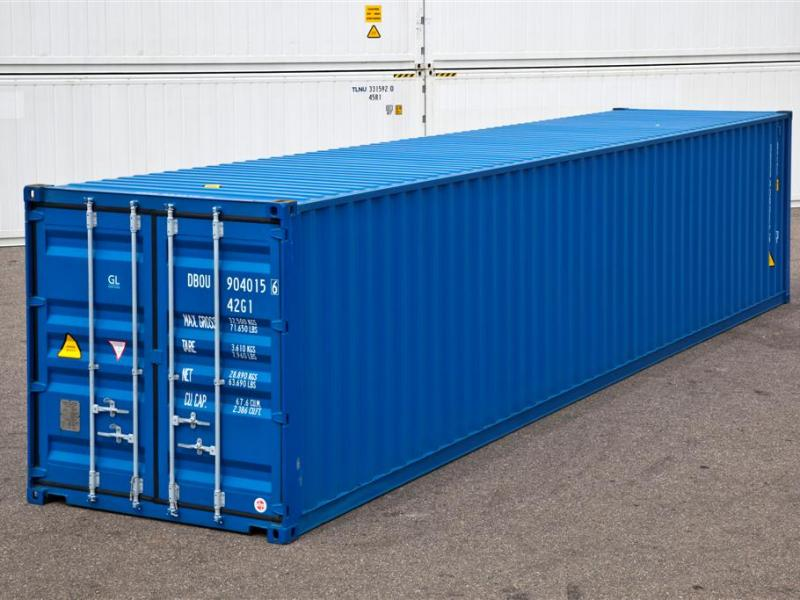 TLNU 331592 0
45R1
GL
DBOU 904015 6
42G1
MAX. GROSS 32.500 KGS
71.650 LBS
TARE 3.610 KGS
7.960 LBS
NET 28.890 KGS
63.690 LBS
CU.CAP. 67.6 CU.M.
2.386 CU.FT.